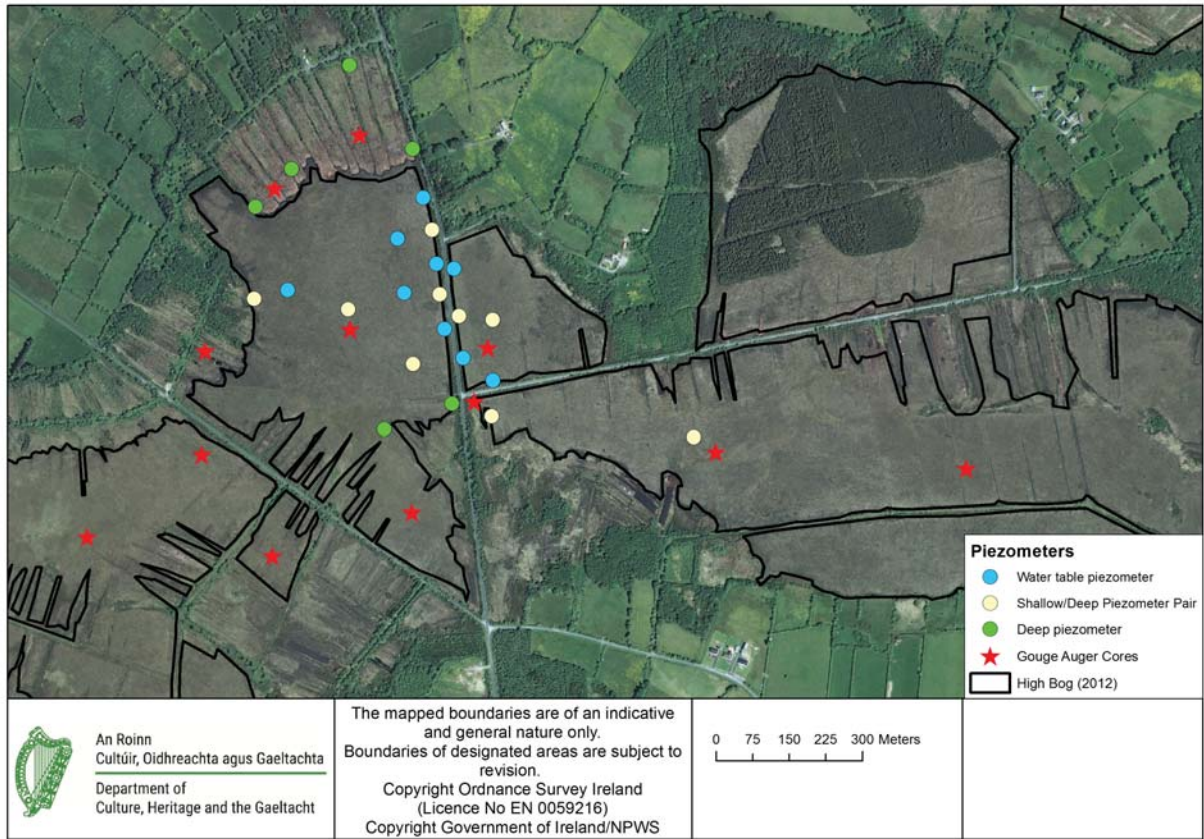 Piezometers
Water table piezometer
Shallow/Deep Piezometer Pair
Deep piezometer
Gouge Auger Cores
High Bog (2012)
An Roinn
Cultúir, Oidhreachta agus Gaeltachta
Department of
Culture, Heritage and the Gaeltacht
The mapped boundaries are of an indicative
and general nature only.
Boundaries of designated areas are subject to
revision.
Copyright Ordnance Survey Ireland
(Licence No EN 0059216)
Copyright Government of Ireland/NPWS
0 75 150 225 300 Meters